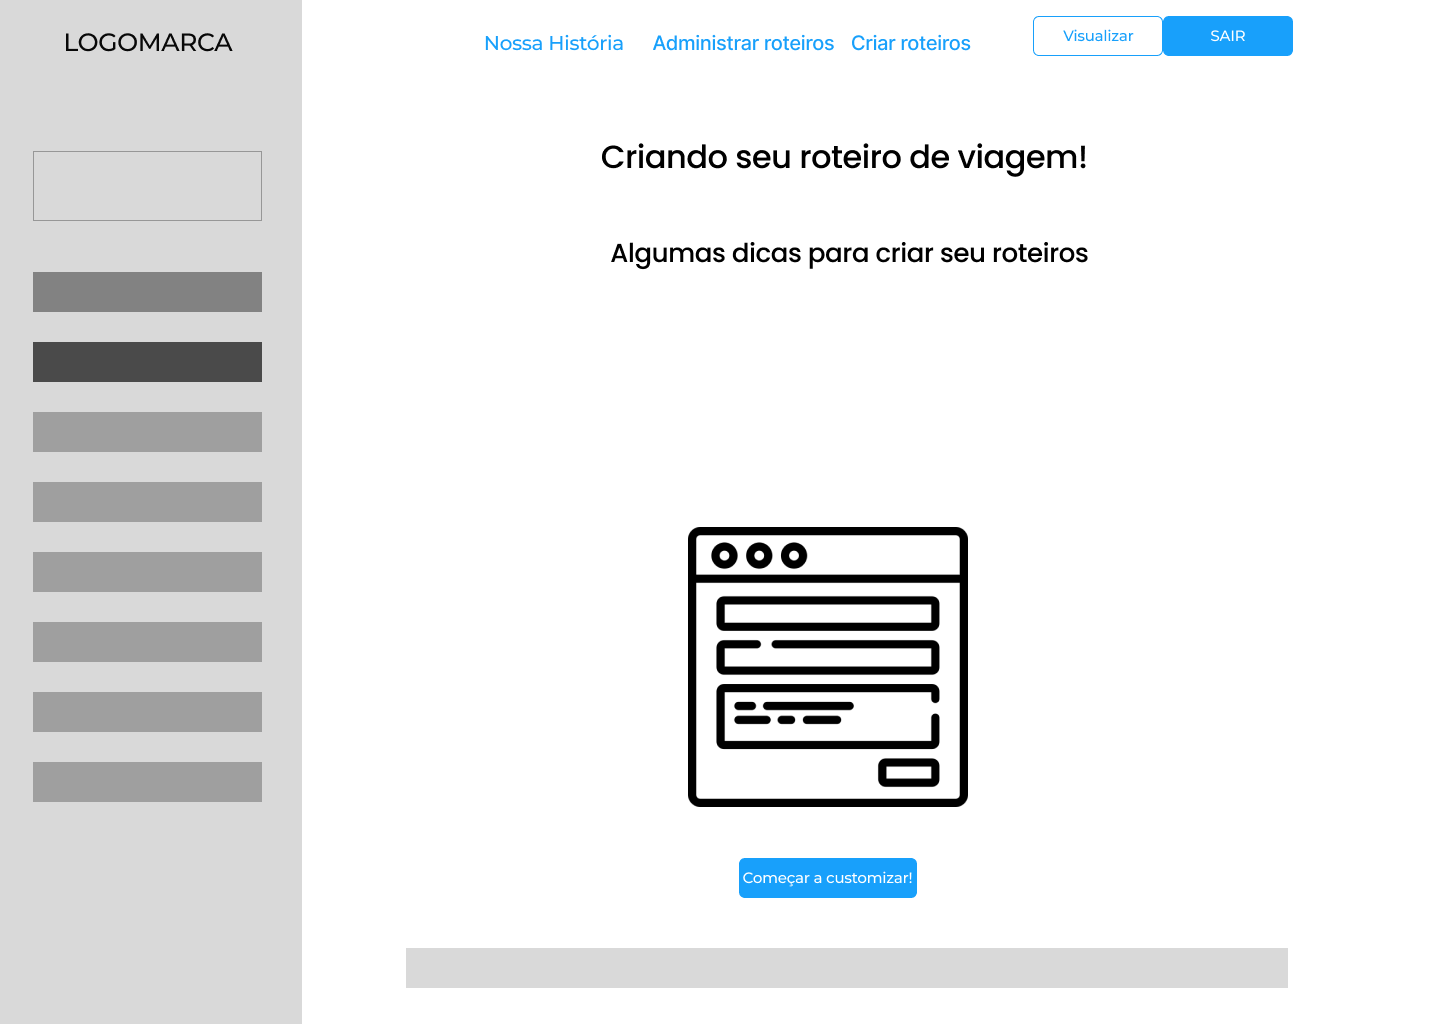 LOGOMARCA
Nossa História
Administrar roteiros
Criar roteiros
Visualizar
SAIR
Criando seu roteiro de viagem!
Algumas dicas para criar seu roteiros
Começar a customizar!